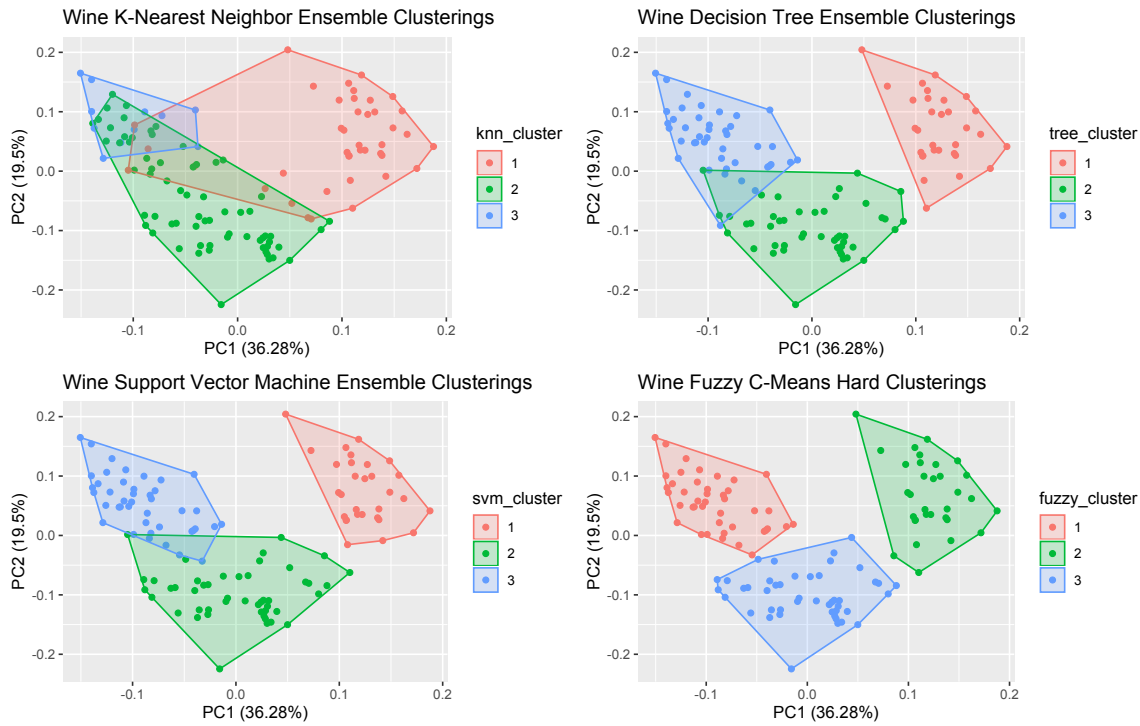 Wine K-Nearest Neighbor Ensemble Clusterings
0.2
0.1
0.0
-0.1
-0.2
PC2 (19.5%)
-0.1 0.0 0.1 0.2
PC1 (36.28%)
knn_cluster
1
2
3
Wine Decision Tree Ensemble Clusterings
0.2
0.1
0.0
-0.1
-0.2
PC2 (19.5%)
-0.1 0.0 0.1 0.2
PC1 (36.28%)
tree_cluster
1
2
3
Wine Support Vector Machine Ensemble Clusterings
0.2
0.1
0.0
-0.1
-0.2
PC2 (19.5%)
-0.1 0.0 0.1 0.2
PC1 (36.28%)
svm_cluster
1
2
3
Wine Fuzzy C-Means Hard Clusterings
0.2
0.1
0.0
-0.1
-0.2
PC2 (19.5%)
-0.1 0.0 0.1 0.2
PC1 (36.28%)
fuzzy_cluster
1
2
3